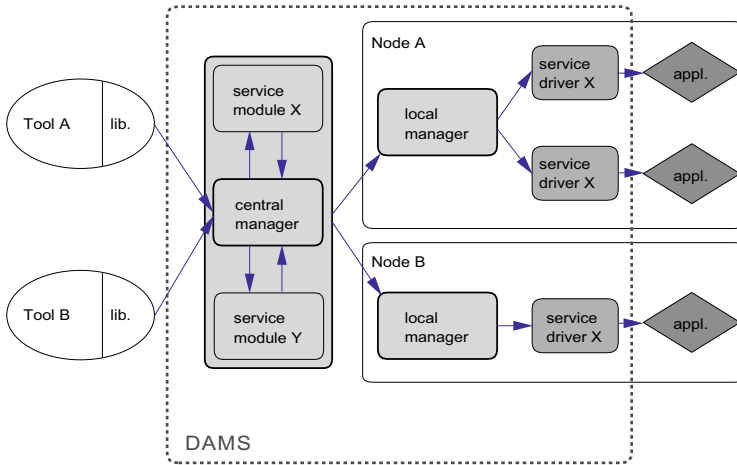 Tool A
lib.
Tool B
lib.
service
module X
central
manager
service
module Y
DAMS
Node A
local
manager
service
driver X
appl.
service
driver X
appl.
Node B
local
manager
service
driver X
appl.